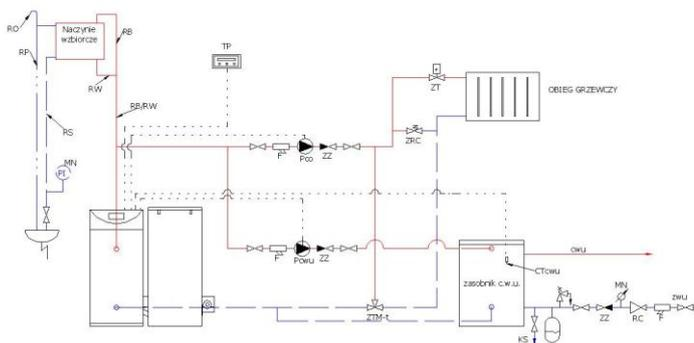 RO
Naczynie
wzbiorcze
RB
RP
RW
TP
ZT
OBIEG GRZEWCZY
RB/RW
RS
ZRC
F
Pco
ZZ
MN
PI
F
Pcwu
ZZ
cwu
CTcwu
zasobnik c.w.u.
MN
zwu
ZTM-t
ZZ
RC
F
KS